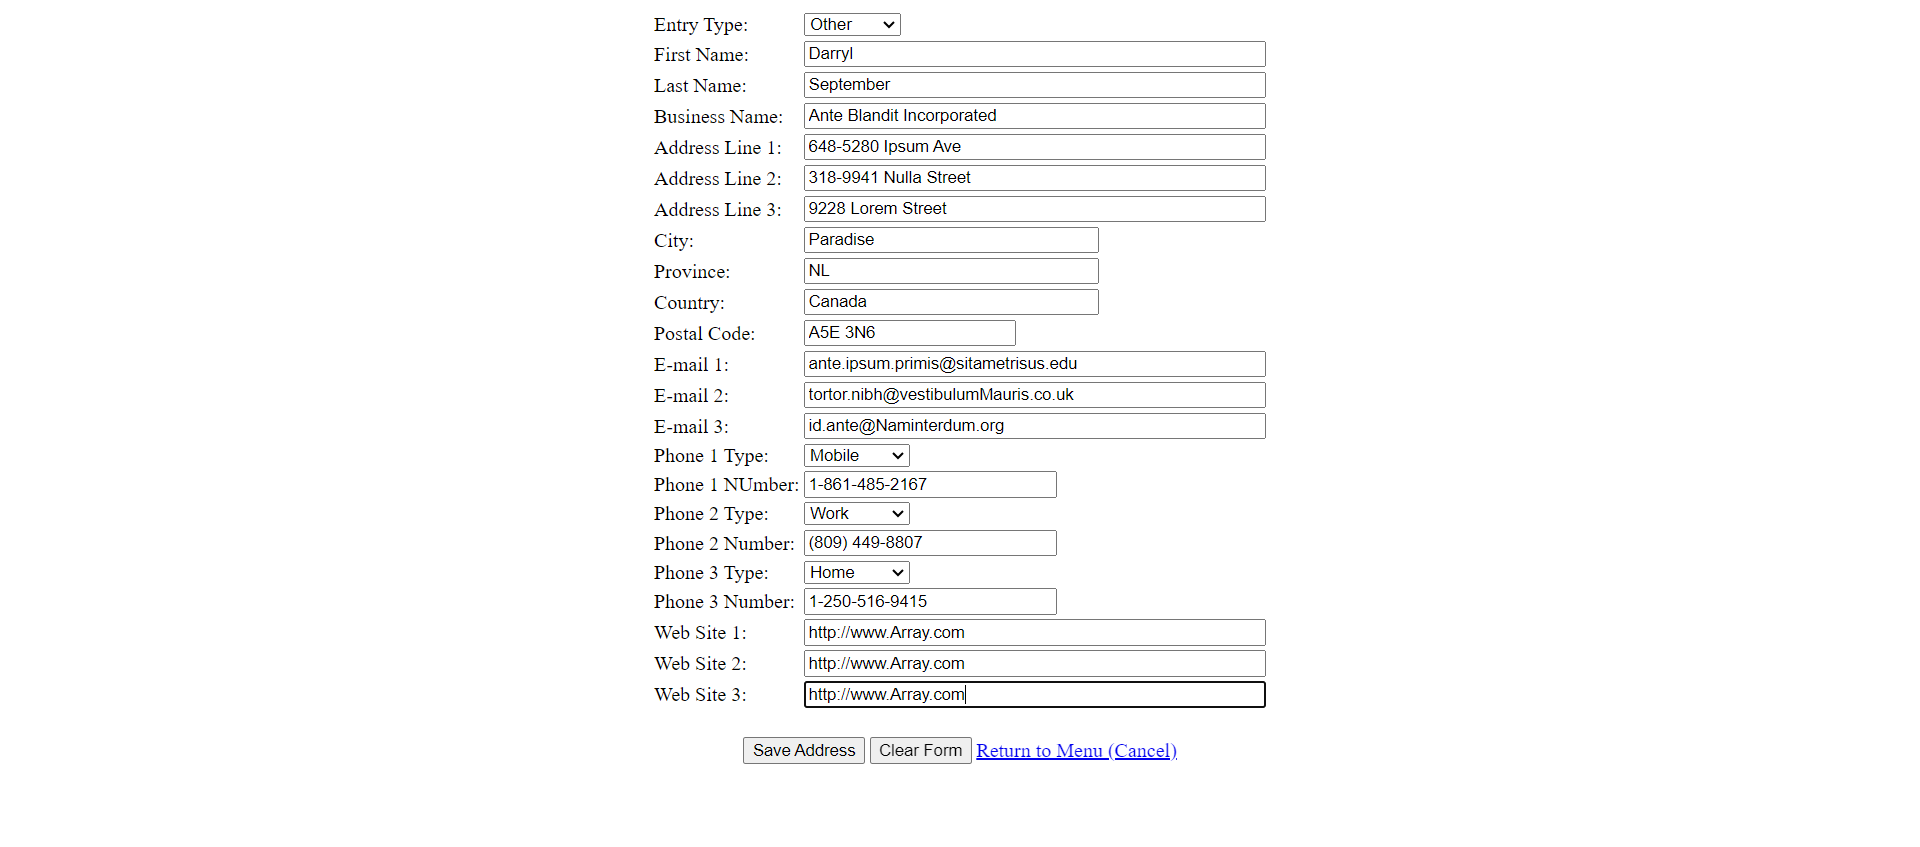 Entry Type: Other
First Name: Darryl
Last Name: September
Business Name: Ante Blandit Incorporated
Address Line 1: 648-5280 Ipsum Ave
Address Line 2: 318-9941 Nulla Street
Address Line 3: 9228 Lorem Street
City: Paradise
Province: NL
Country: Canada
Postal Code: A5E 3N6
E-mail 1: ante.ipsum.primis@sitametrisus.edu
E-mail 2: tortor.nibh@vestibulumMauris.co.uk
E-mail 3: id.ante@Naminterdum.org
Phone 1 Type: Mobile
Phone 1 NUmber: 1-861-485-2167
Phone 2 Type: Work
Phone 2 Number: (809) 449-8807
Phone 3 Type: Home
Phone 3 Number: 1-250-516-9415
Web Site 1: http://www.Array.com
Web Site 2: http://www.Array.com
Web Site 3: http://www.Array.com
Save Address Clear Form Return to Menu (Cancel)